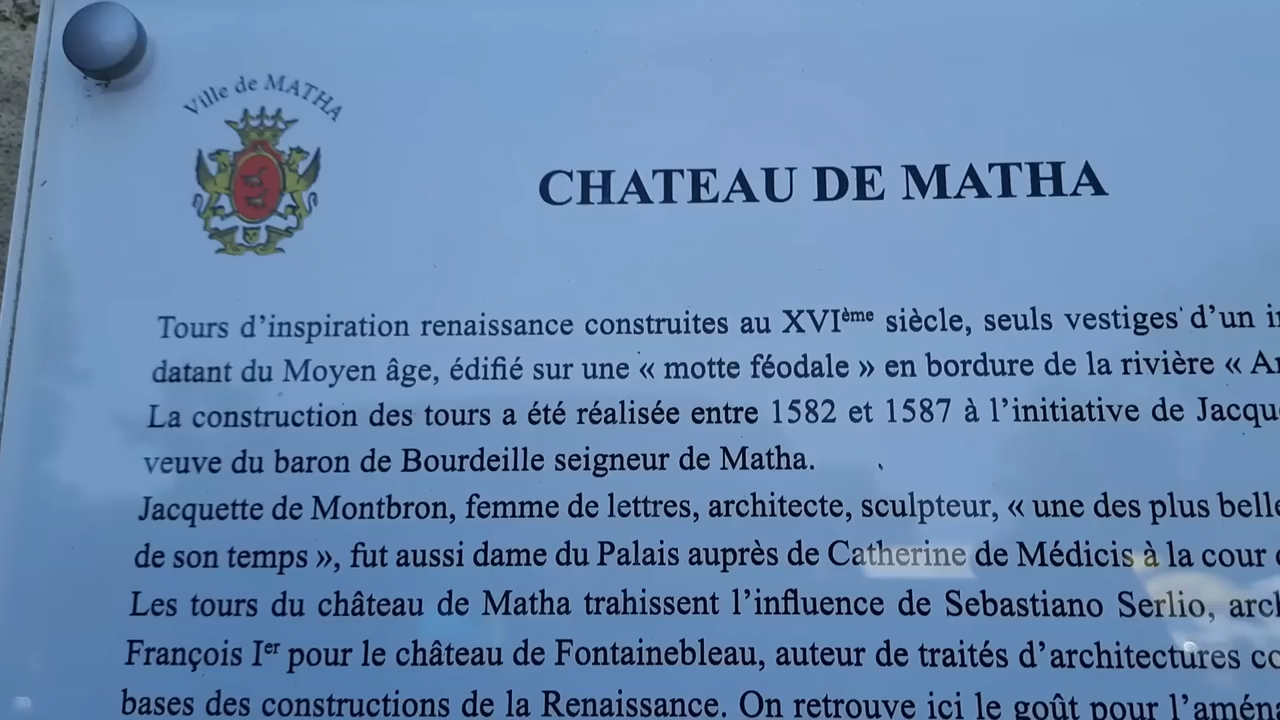 Ville de MATHA
CHATEAU DE MATHA
Tours d'inspiration renaissance construites au XVIème siècle, seuls vestiges d'un
datant du Moyen âge, édifié sur une « motte féodale » en bordure de la rivière «
La construction des tours a été réalisée entre 1582 et 1587 à l'initiative de
veuve du baron de Bourdeille seigneur de Matha.
Jacquette de Montbron, femme de lettres, architecte, sculpteur, « une des plus
de son temps », fut aussi dame du Palais auprès de Catherine de Médicis à la cour
Les tours du château de Matha trahissent l'influence de Sebastiano Serlio,
François Ier pour le château de Fontainebleau, auteur de traités d'architectures
bases des constructions de la Renaissance. On retrouve ici le goût pour